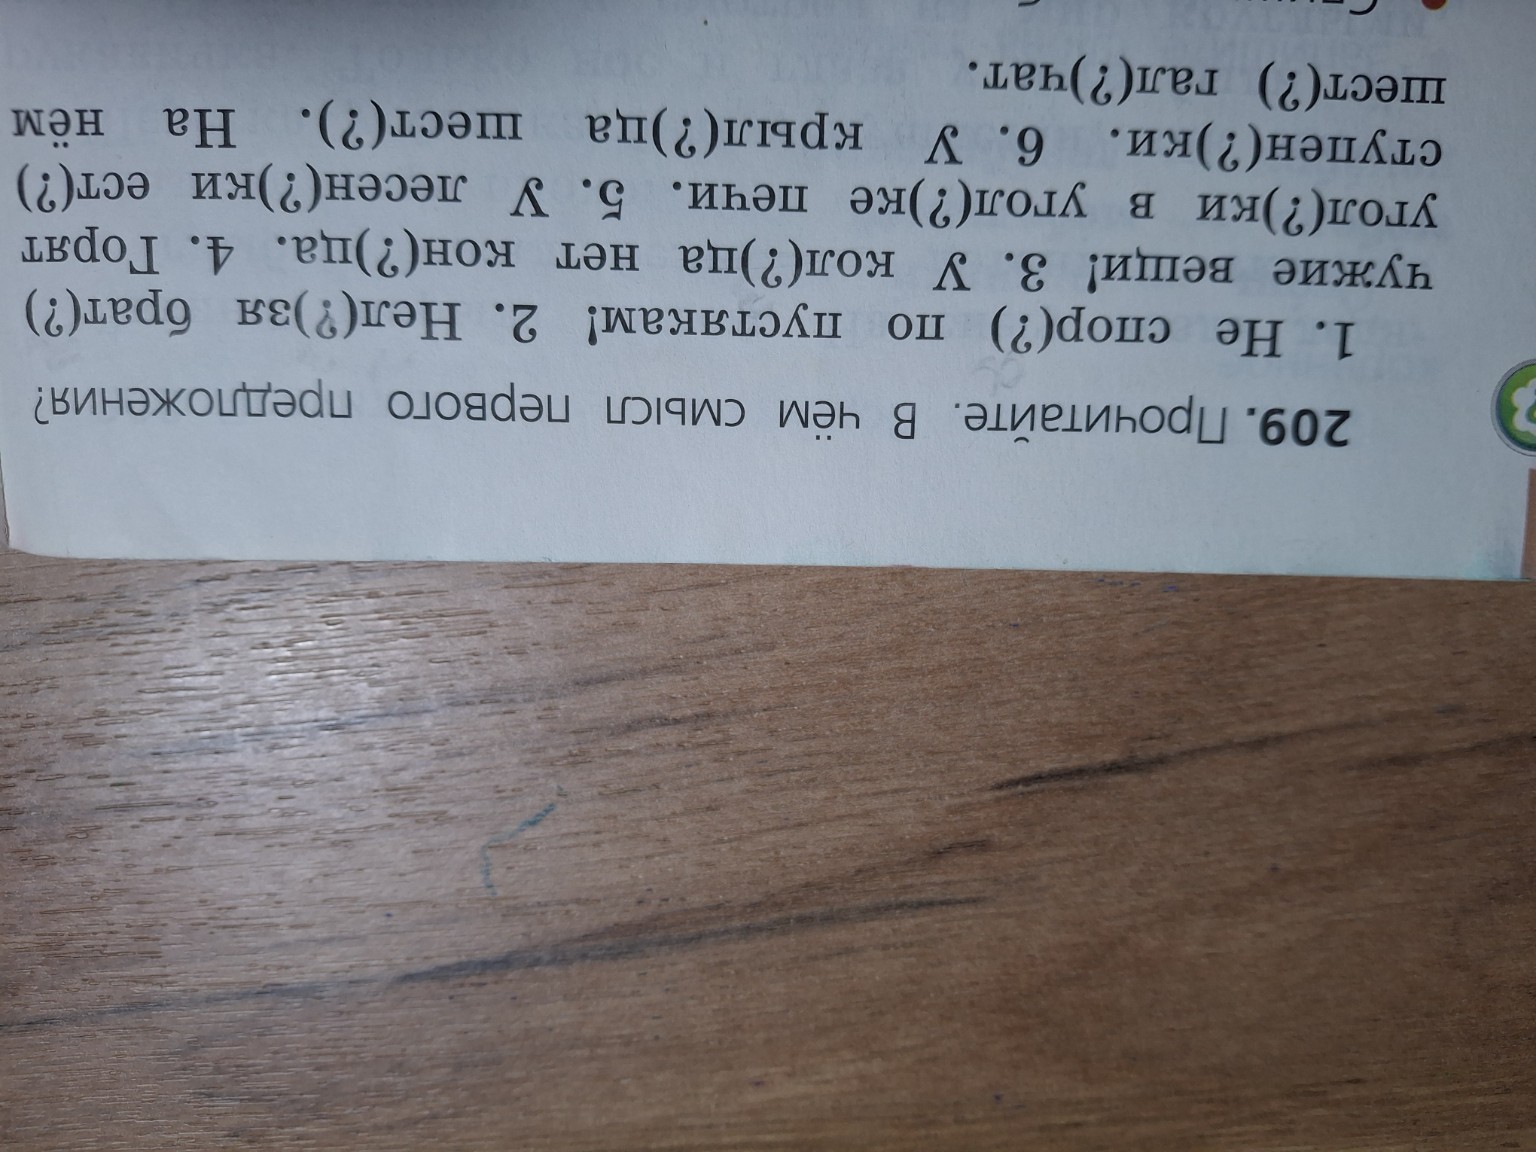 209. Прочитайте. В чём смысл первого предложения?
1. Не спор(?) по пустякам! 2. Нел(?)зя брат(?)
чужие вещи! 3. У кол(?)ца нет кон(?)ца. 4. Горят
угол(?)ки в угол(?)ке печи. 5. У лесен(?)ки ест(?)
ступен(?)ки. 6. У крыл(?)ца шест(?). На нём
шест(?) гал(?)чат.